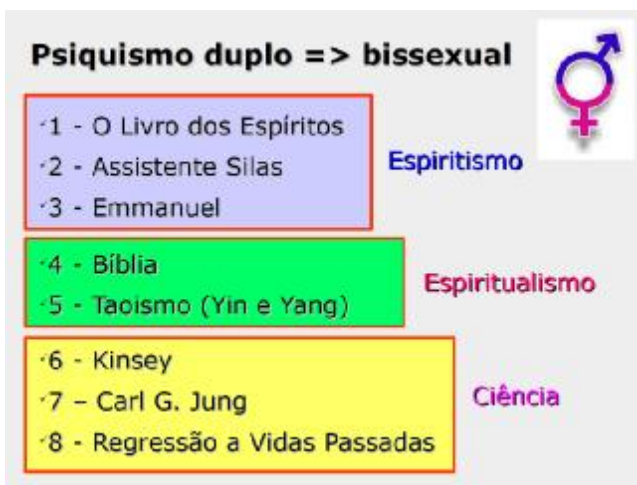 Psiquismo duplo => bissexual
1 - O Livro dos Espíritos
2 - Assistente Silas
3 - Emmanuel
Espiritismo
4 - Bíblia
5 - Taoismo (Yin e Yang)
Espiritualismo
6 - Kinsey
7 – Carl G. Jung
8 - Regressão a Vidas Passadas
Ciência